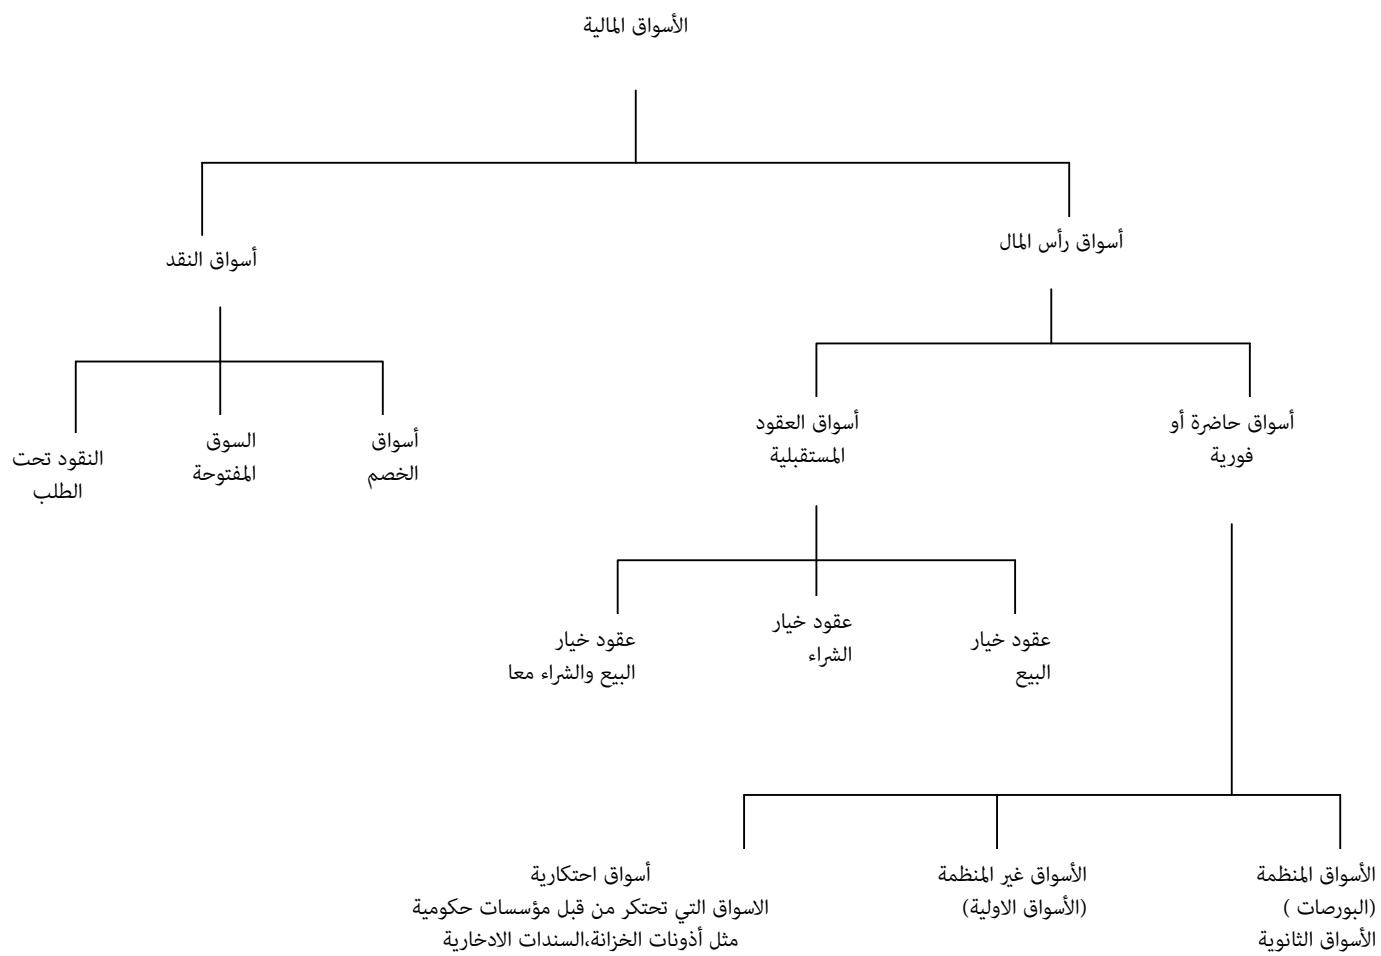 الأسواق المالية
أسواق رأس المال
أسواق النقد
أسواق حاضرة أو
فورية
أسواق العقود
المستقبلية
أسواق
الخصم
السوق
المفتوحة
النقود تحت
الطلب
عقود خيار
البيع
عقود خيار
الشراء
عقود خيار
البيع والشراء معا
الأسواق المنظمة
(البورصات )
الأسواق الثانوية
الأسواق غير المنظمة
(الأسواق الاولية)
أسواق احتكارية
الاسواق التي تحتكر من قبل مؤسسات حكومية
مثل أذونات الخزانة،السندات الادخارية